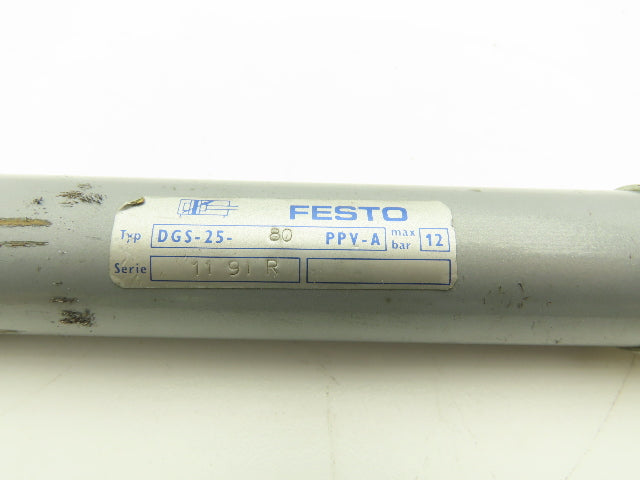 FESTO
Typ DGS-25- 80 PPV-A max bar 12
Serie 11 91 R